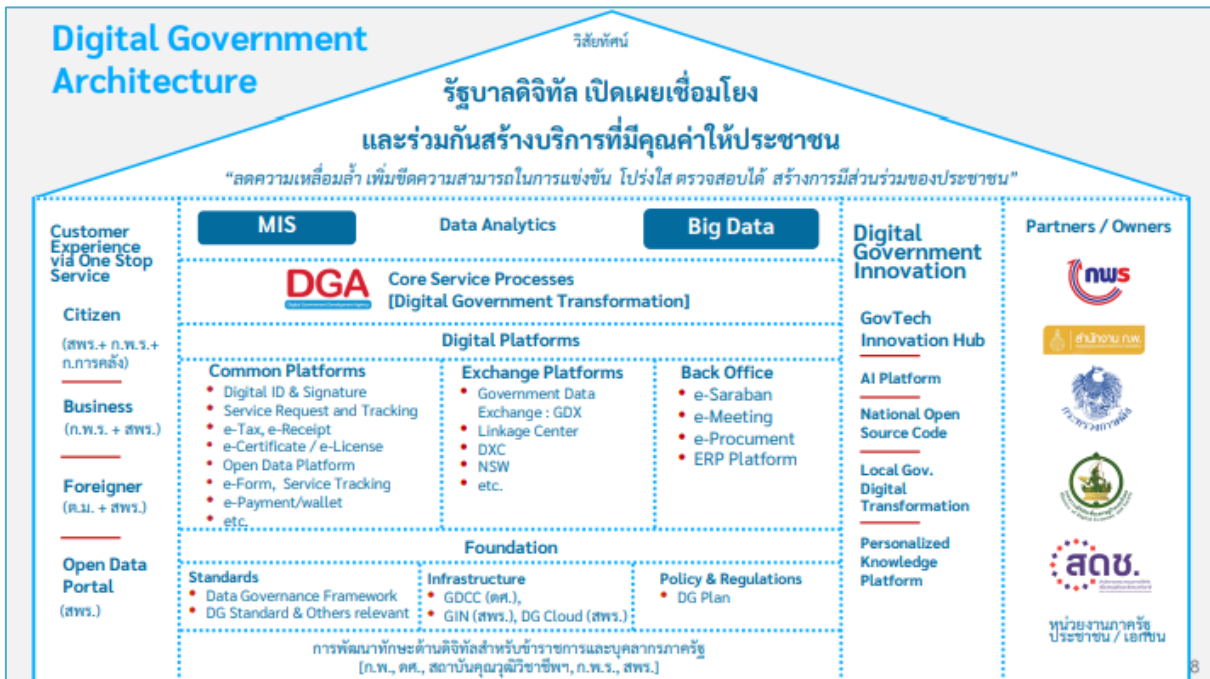 Digital Government
Architecture
วิสัยทัศน์
รัฐบาลดิจิทัล เปิดเผยเชื่อมโยง
และร่วมกันสร้างบริการที่มีคุณค่าให้ประชาชน
“ลดความเหลื่อมล้ำ เพิ่มขีดความสามารถในการแข่งขัน โปร่งใส ตรวจสอบได้ สร้างการมีส่วนร่วมของประชาชน”
Customer
Experience
via One Stop
Service
Citizen
(สพร.+ ก.พ.ร.+
ก.การคลัง)
Business
(ก.พ.ร. + สพร.)
Foreigner
(ต.ม. + สพร.)
Open Data
Portal
(สพร.)
MIS
Data Analytics
Big Data
DGA
Core Service Processes
[Digital Government Transformation]
Digital Platforms
Common Platforms
• Digital ID & Signature
• Service Request and Tracking
• e-Tax, e-Receipt
• e-Certificate / e-License
• Open Data Platform
• e-Form, Service Tracking
• e-Payment/wallet
• etc.
Exchange Platforms
• Government Data
Exchange : GDX
• Linkage Center
• DXC
• NSW
• etc.
Back Office
• e-Saraban
• e-Meeting
• e-Procument
• ERP Platform
Foundation
Standards
• Data Governance Framework
• DG Standard & Others relevant
Infrastructure
• GDCC (ดศ.),
• GIN (สพร.), DG Cloud (สพร.)
Policy & Regulations
• DG Plan
การพัฒนาทักษะด้านดิจิทัลสำหรับข้าราชการและบุคลากรภาครัฐ
[ก.พ., ดศ., สถาบันคุณวุฒิวิชาชีพฯ, ก.พ.ร., สพร.]
Digital
Government
Innovation
GovTech
Innovation Hub
AI Platform
National Open
Source Code
Local Gov.
Digital
Transformation
Personalized
Knowledge
Platform
Partners / Owners
กพร
สำนักงาน ก.พ.
กระทรวงการคลัง
สดช.
หน่วยงานภาครัฐ
ประชาชน / เอกชน
8